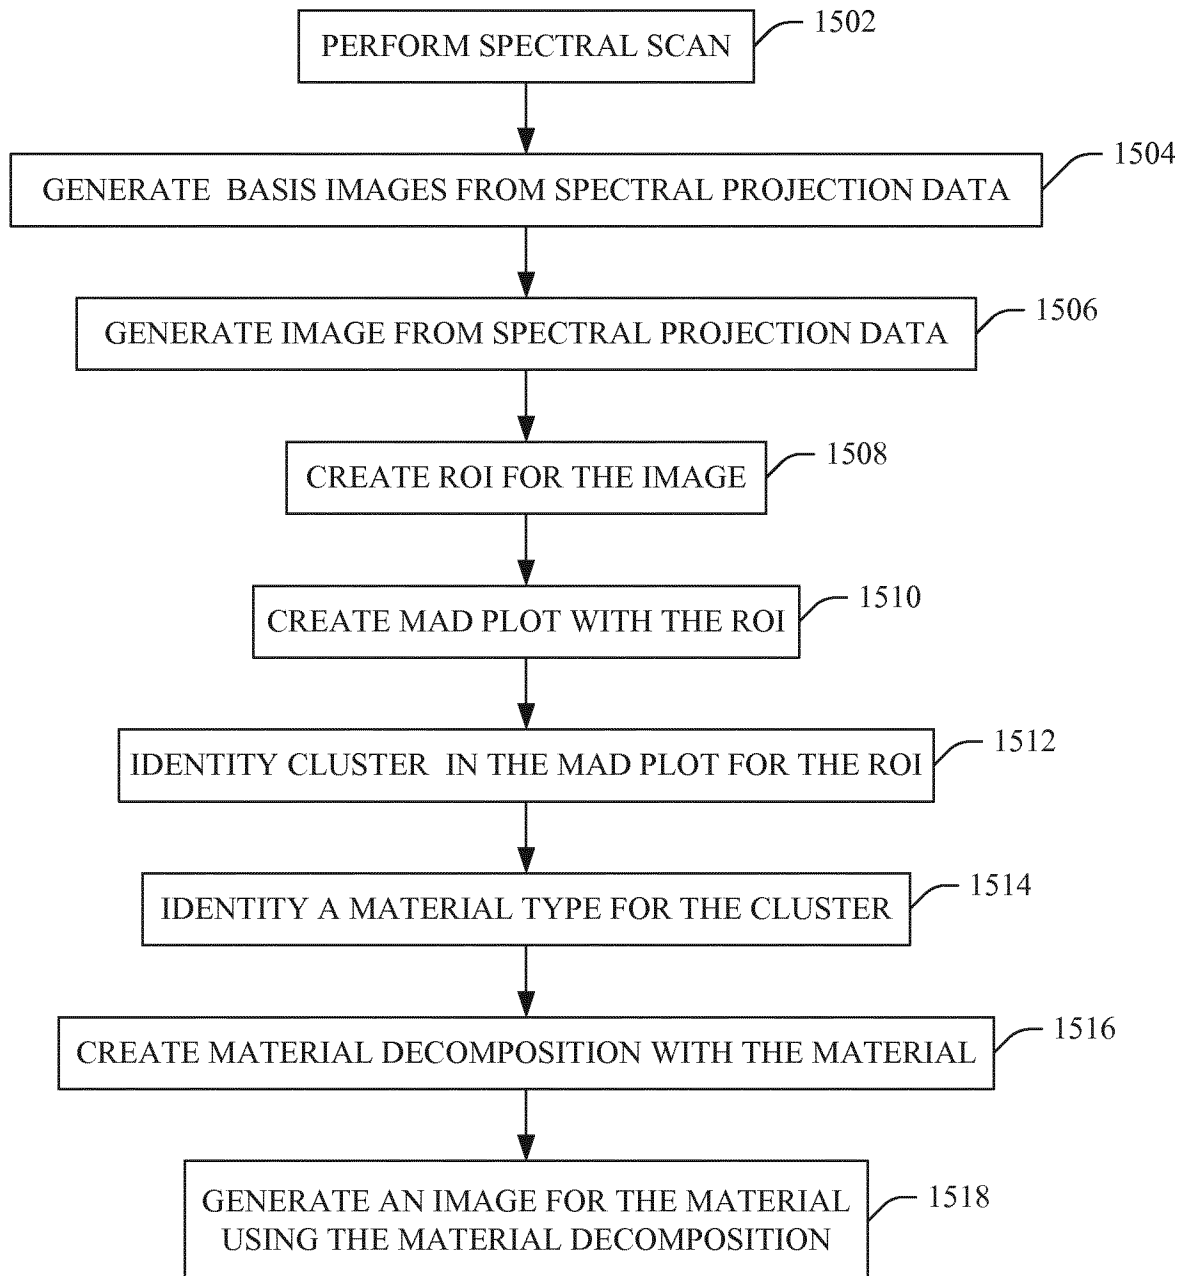 PERFORM SPECTRAL SCAN
1502
GENERATE BASIS IMAGES FROM SPECTRAL PROJECTION DATA
1504
GENERATE IMAGE FROM SPECTRAL PROJECTION DATA
1506
CREATE ROI FOR THE IMAGE
1508
CREATE MAD PLOT WITH THE ROI
1510
IDENTITY CLUSTER IN THE MAD PLOT FOR THE ROI
1512
IDENTITY A MATERIAL TYPE FOR THE CLUSTER
1514
CREATE MATERIAL DECOMPOSITION WITH THE MATERIAL
1516
GENERATE AN IMAGE FOR THE MATERIAL
USING THE MATERIAL DECOMPOSITION
1518